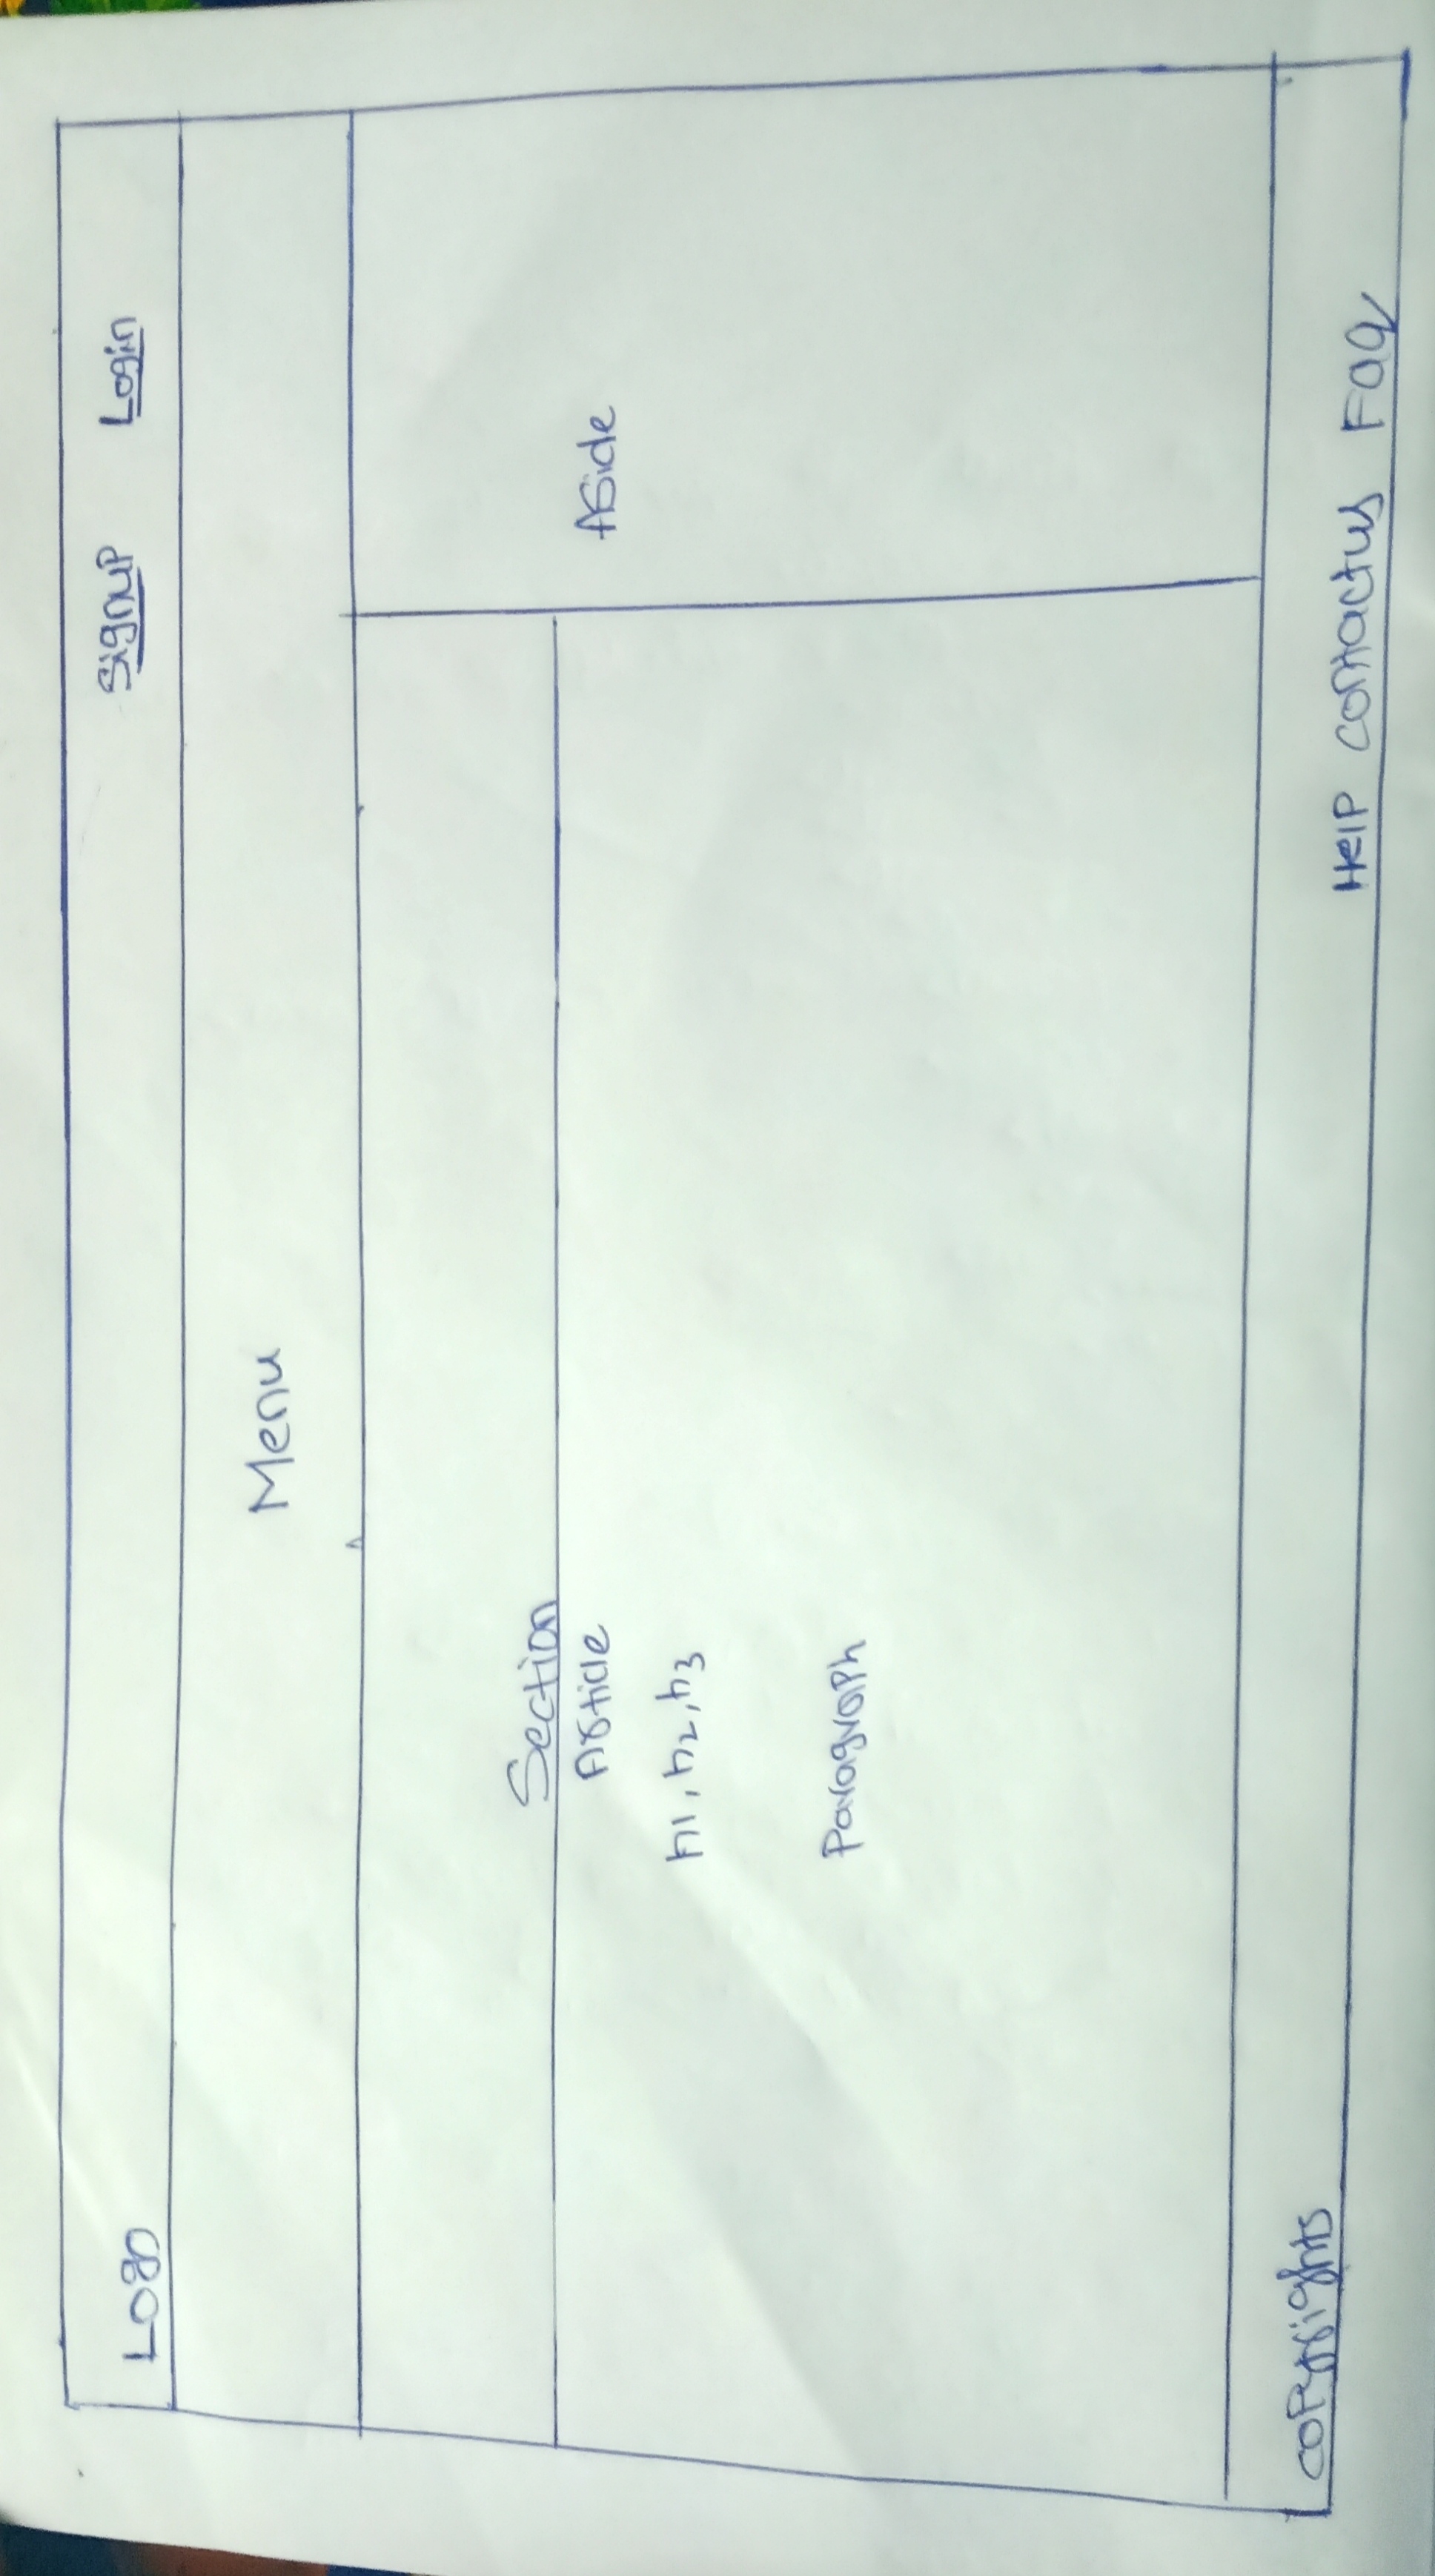 Logo Signup Login
Menu
Section
Article
h1, h2, h3
Paragraph
Aside
copyrights Help contactus Faq